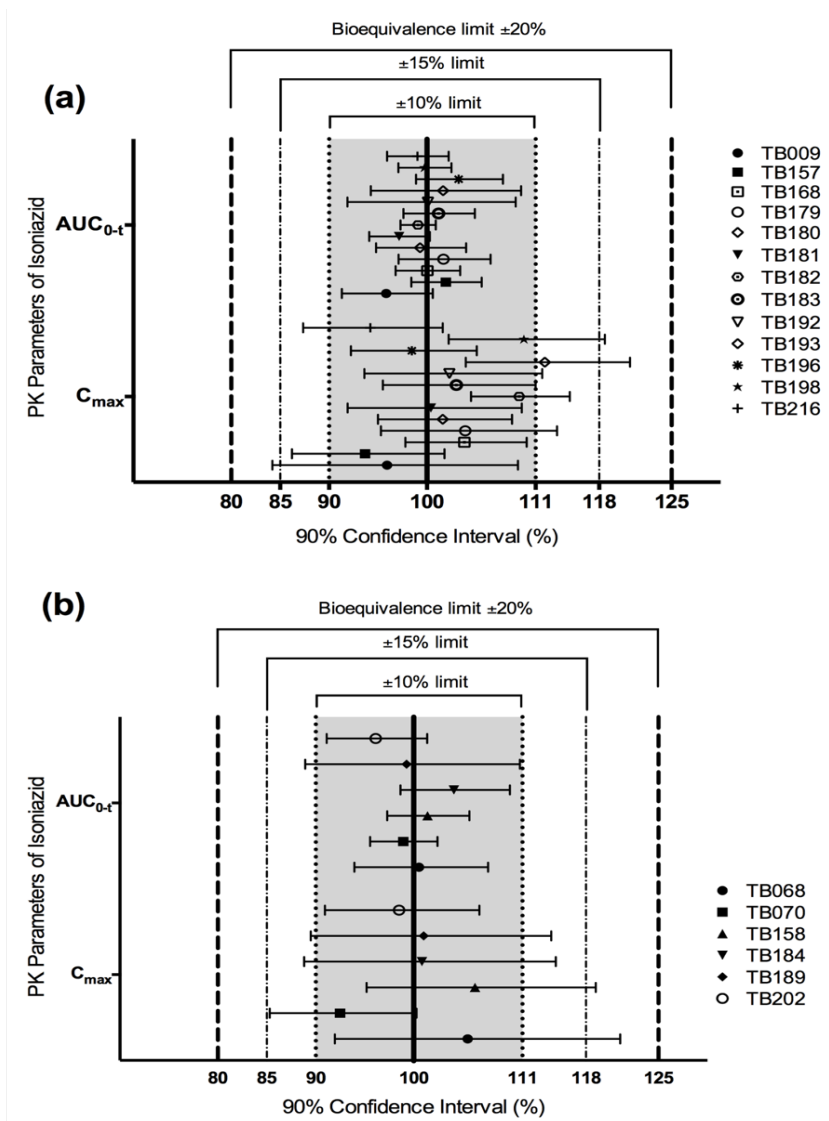 Bioequivalence limit ±20%
±15% limit
(a)
±10% limit
PK Parameters of Isoniazid
AUC0-t
Cmax
TB009
TB157
TB168
TB179
TB180
TB181
TB182
TB183
TB192
TB193
TB196
TB198
TB216
80 85 90 100 111 118 125
90% Confidence Interval (%)
(b)
Bioequivalence limit ±20%
±15% limit
±10% limit
PK Parameters of Isoniazid
AUC0-t
Cmax
TB068
TB070
TB158
TB184
TB189
TB202
80 85 90 100 111 118 125
90% Confidence Interval (%)